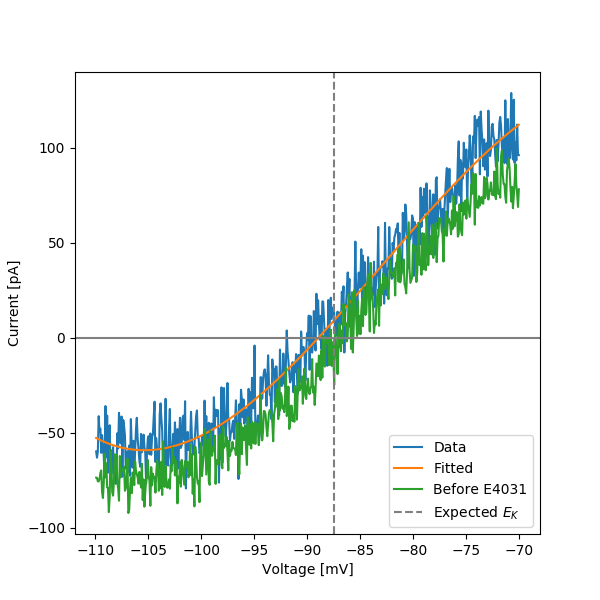 100
50
0
−50
−100
Current [pA]
Data
Fitted
Before E4031
Expected E_K
−110 −105 −100 −95 −90 −85 −80 −75 −70
Voltage [mV]